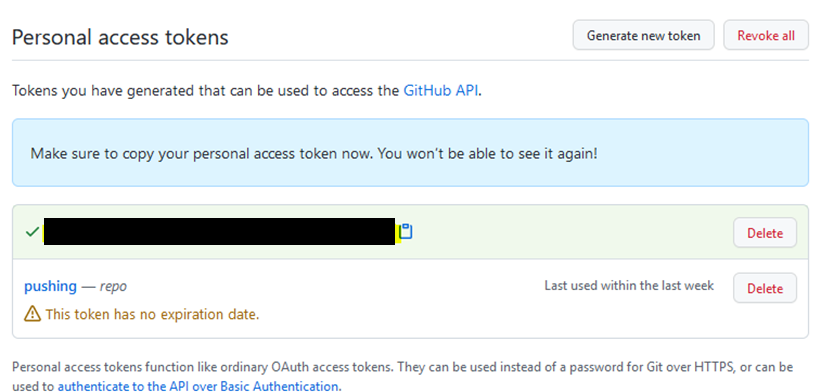 Personal access tokens
Generate new token
Revoke all
Tokens you have generated that can be used to access the GitHub API.
Make sure to copy your personal access token now. You won't be able to see it again!
Delete
pushing — repo
Last used within the last week
Delete
This token has no expiration date.
Personal access tokens function like ordinary OAuth access tokens. They can be used instead of a password for Git over HTTPS, or can be
used to authenticate to the API over Basic Authentication.